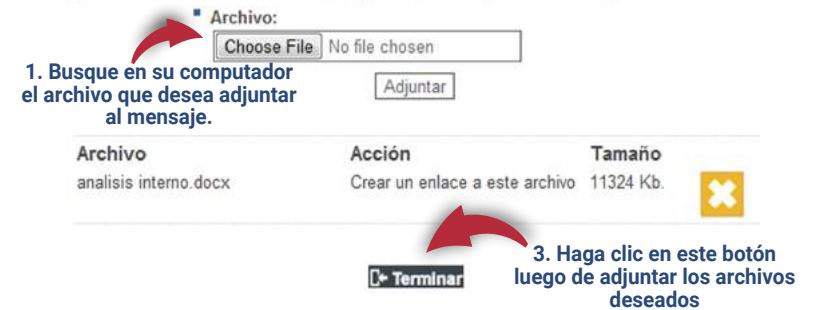 Archivo:
Choose File No file chosen
1. Busque en su computador
el archivo que desea adjuntar
al mensaje.
Adjuntar
Archivo Acción Tamaño
analisis interno.docx Crear un enlace a este archivo 11324 Kb.
3. Haga clic en este botón
luego de adjuntar los archivos
deseados
Terminar